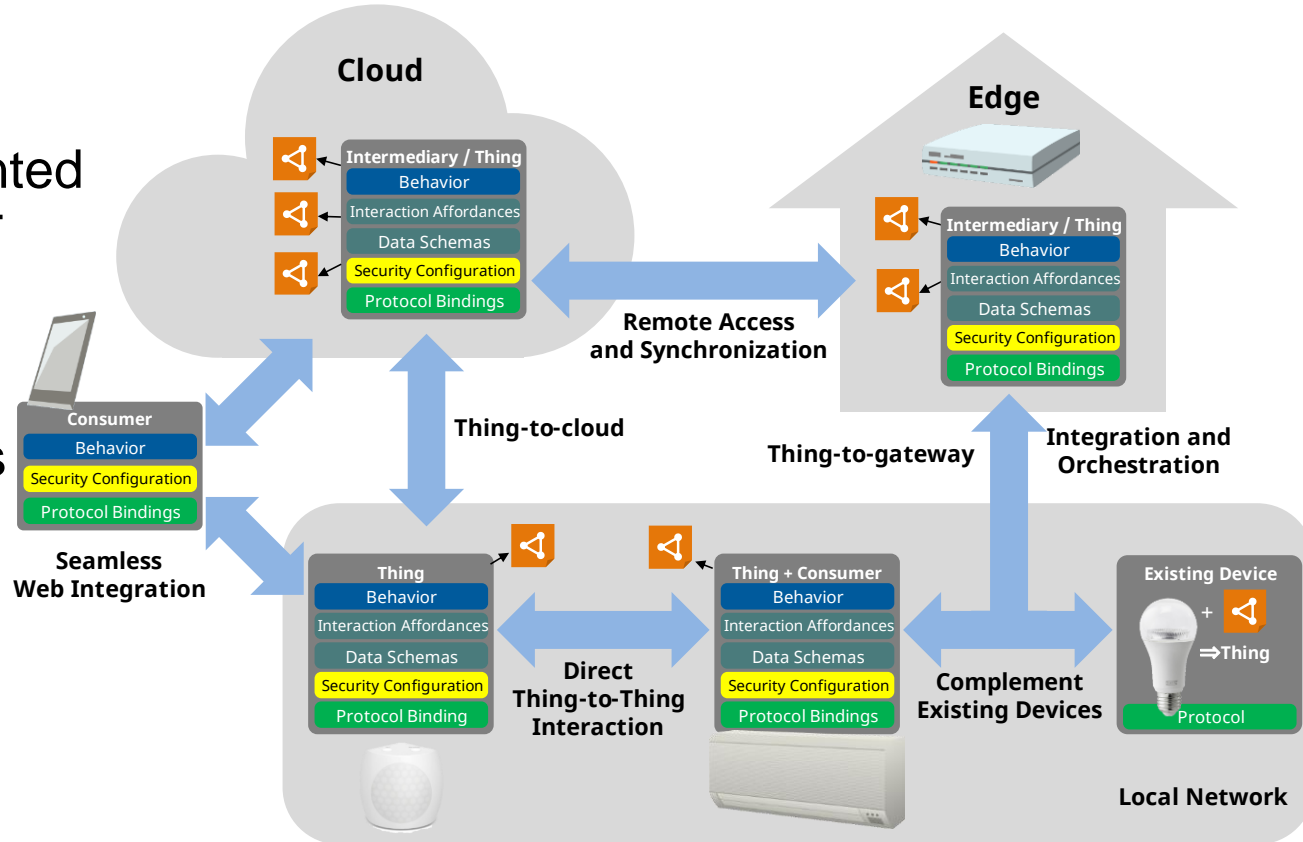 Cloud
Edge
Intermediary / Thing
Behavior
Interaction Affordances
Data Schemas
Security Configuration
Protocol Bindings
Intermediary / Thing
Behavior
Interaction Affordances
Data Schemas
Security Configuration
Protocol Bindings
Remote Access
and Synchronization
Consumer
Behavior
Security Configuration
Protocol Bindings
Seamless
Web Integration
Thing-to-cloud
Thing-to-gateway
Integration and
Orchestration
Thing
Behavior
Interaction Affordances
Data Schemas
Security Configuration
Protocol Binding
Direct
Thing-to-Thing
Interaction
Thing + Consumer
Behavior
Interaction Affordances
Data Schemas
Security Configuration
Protocol Bindings
Complement
Existing Devices
Existing Device
+
⇒Thing
Protocol
Local Network